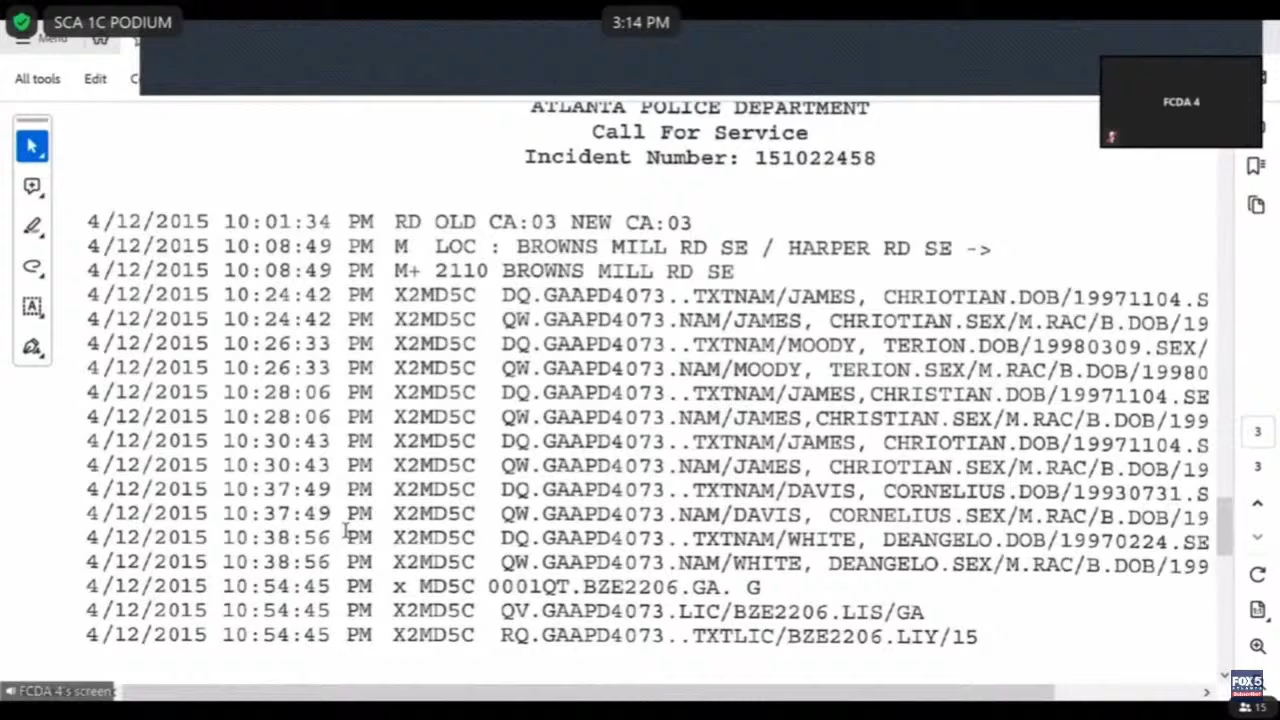 SCA 1C PODIUM
3:14 PM
Menu
All tools
Edit
FCDA 4
ATLANTA POLICE DEPARTMENT
Call For Service
Incident Number: 151022458
4/12/2015 10:01:34 PM RD OLD CA:03 NEW CA:03
4/12/2015 10:08:49 PM M LOC : BROWNS MILL RD SE / HARPER RD SE ->
4/12/2015 10:08:49 PM M+ 2110 BROWNS MILL RD SE
4/12/2015 10:24:42 PM X2MD5C DQ.GAAPD4073..TXTNAM/JAMES, CHRIOTIAN.DOB/19971104.S
4/12/2015 10:24:42 PM X2MD5C QW.GAAPD4073.NAM/JAMES, CHRIOTIAN.SEX/M.RAC/B.DOB/19
4/12/2015 10:26:33 PM X2MD5C DQ.GAAPD4073..TXTNAM/MOODY, TERION.DOB/19980309.SEX/
4/12/2015 10:26:33 PM X2MD5C QW.GAAPD4073.NAM/MOODY, TERION.SEX/M.RAC/B.DOB/19980
4/12/2015 10:28:06 PM X2MD5C DQ.GAAPD4073..TXTNAM/JAMES,CHRISTIAN.DOB/19971104.SE
4/12/2015 10:28:06 PM X2MD5C QW.GAAPD4073.NAM/JAMES,CHRISTIAN.SEX/M.RAC/B.DOB/199
4/12/2015 10:30:43 PM X2MD5C DQ.GAAPD4073..TXTNAM/JAMES, CHRIOTIAN.DOB/19971104.S
4/12/2015 10:30:43 PM X2MD5C QW.GAAPD4073.NAM/JAMES, CHRIOTIAN.SEX/M.RAC/B.DOB/19
4/12/2015 10:37:49 PM X2MD5C DQ.GAAPD4073..TXTNAM/DAVIS, CORNELIUS.DOB/19930731.S
4/12/2015 10:37:49 PM X2MD5C QW.GAAPD4073.NAM/DAVIS, CORNELIUS.SEX/M.RAC/B.DOB/19
4/12/2015 10:38:56 PM X2MD5C DQ.GAAPD4073..TXTNAM/WHITE, DEANGELO.DOB/19970224.SE
4/12/2015 10:38:56 PM X2MD5C QW.GAAPD4073.NAM/WHITE, DEANGELO.SEX/M.RAC/B.DOB/199
4/12/2015 10:54:45 PM x MD5C 0001QT.BZE2206.GA. G
4/12/2015 10:54:45 PM X2MD5C QV.GAAPD4073.LIC/BZE2206.LIS/GA
4/12/2015 10:54:45 PM X2MD5C RQ.GAAPD4073..TXTLIC/BZE2206.LIY/15
3
3
FCDA 4's screen
FOX 5
ATLANTA
Subscribe!
15